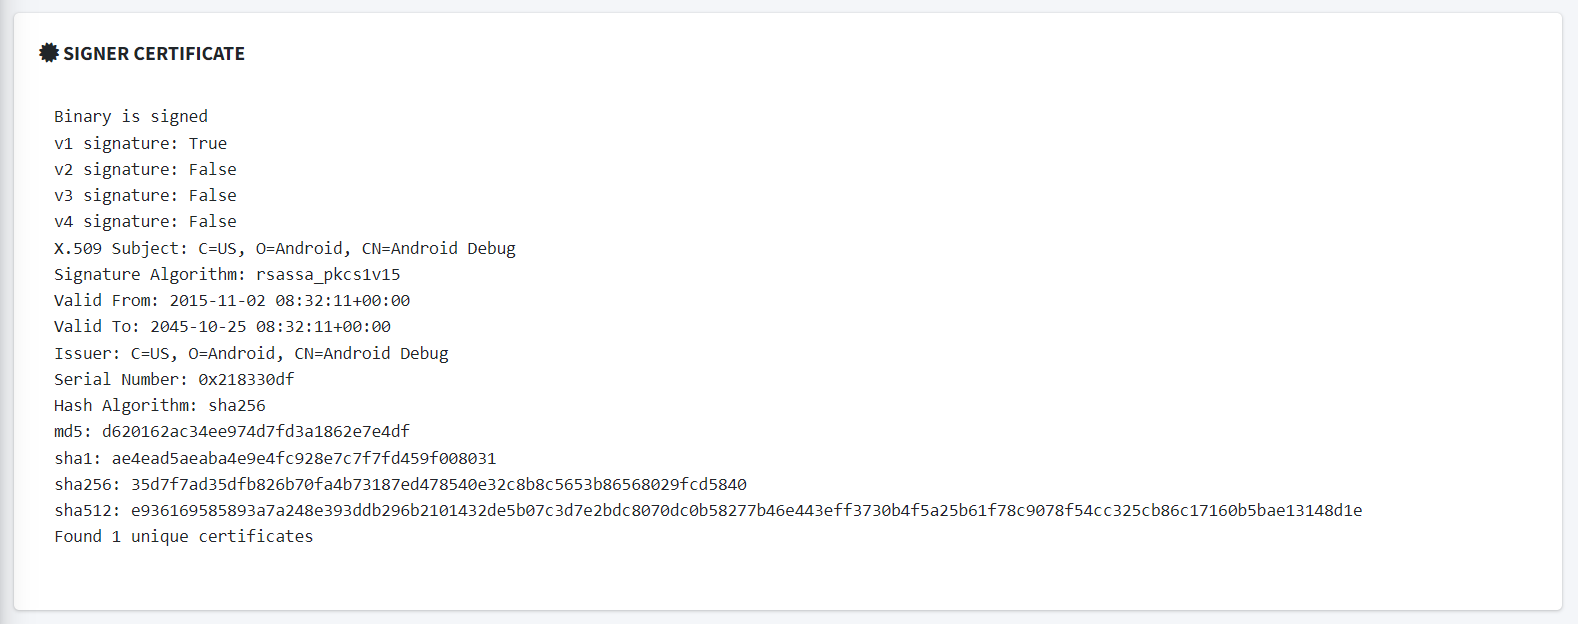 SIGNER CERTIFICATE
Binary is signed
v1 signature: True
v2 signature: False
v3 signature: False
v4 signature: False
X.509 Subject: C=US, O=Android, CN=Android Debug
Signature Algorithm: rsassa_pkcs1v15
Valid From: 2015-11-02 08:32:11+00:00
Valid To: 2045-10-25 08:32:11+00:00
Issuer: C=US, O=Android, CN=Android Debug
Serial Number: 0x218330df
Hash Algorithm: sha256
md5: d620162ac34ee974d7fd3a1862e7e4df
sha1: ae4ead5aeaba4e9e4fc928e7c7f7fd459f008031
sha256: 35d7f7ad35dfb826b70fa4b73187ed478540e32c8b8c5653b86568029fcd5840
sha512: e936169585893a7a248e393ddb296b2101432de5b07c3d7e2bdc8070dc0b58277b46e443eff3730b4f5a25b61f78c9078f54cc325cb86c17160b5bae13148d1e
Found 1 unique certificates